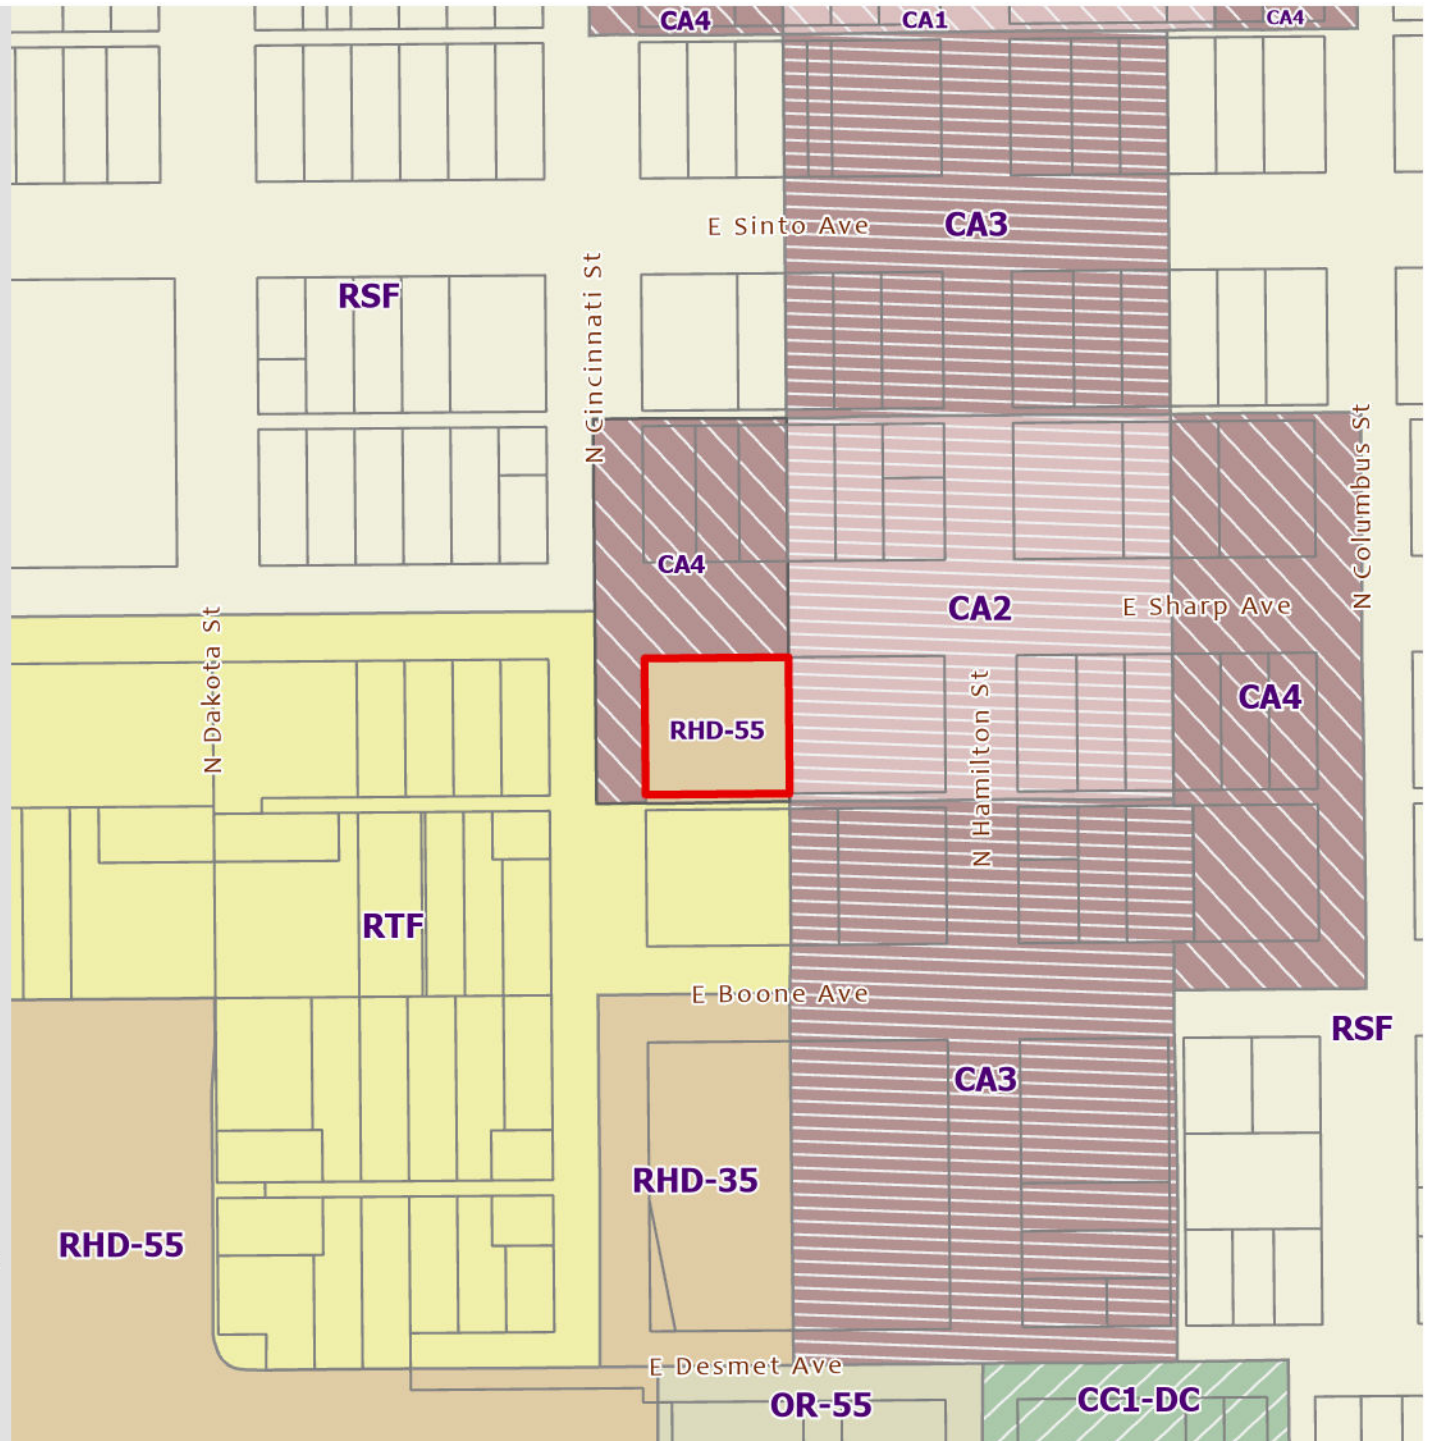 CA4
CA1
CA4
E Sinto Ave
CA3
N Cincinnati St
RSF
N Columbus St
CA4
CA2
E Sharp Ave
N Dakota St
RHD-55
N Hamilton St
CA4
RTF
E Boone Ave
RSF
CA3
RHD-35
RHD-55
E Desmet Ave
OR-55
CC1-DC